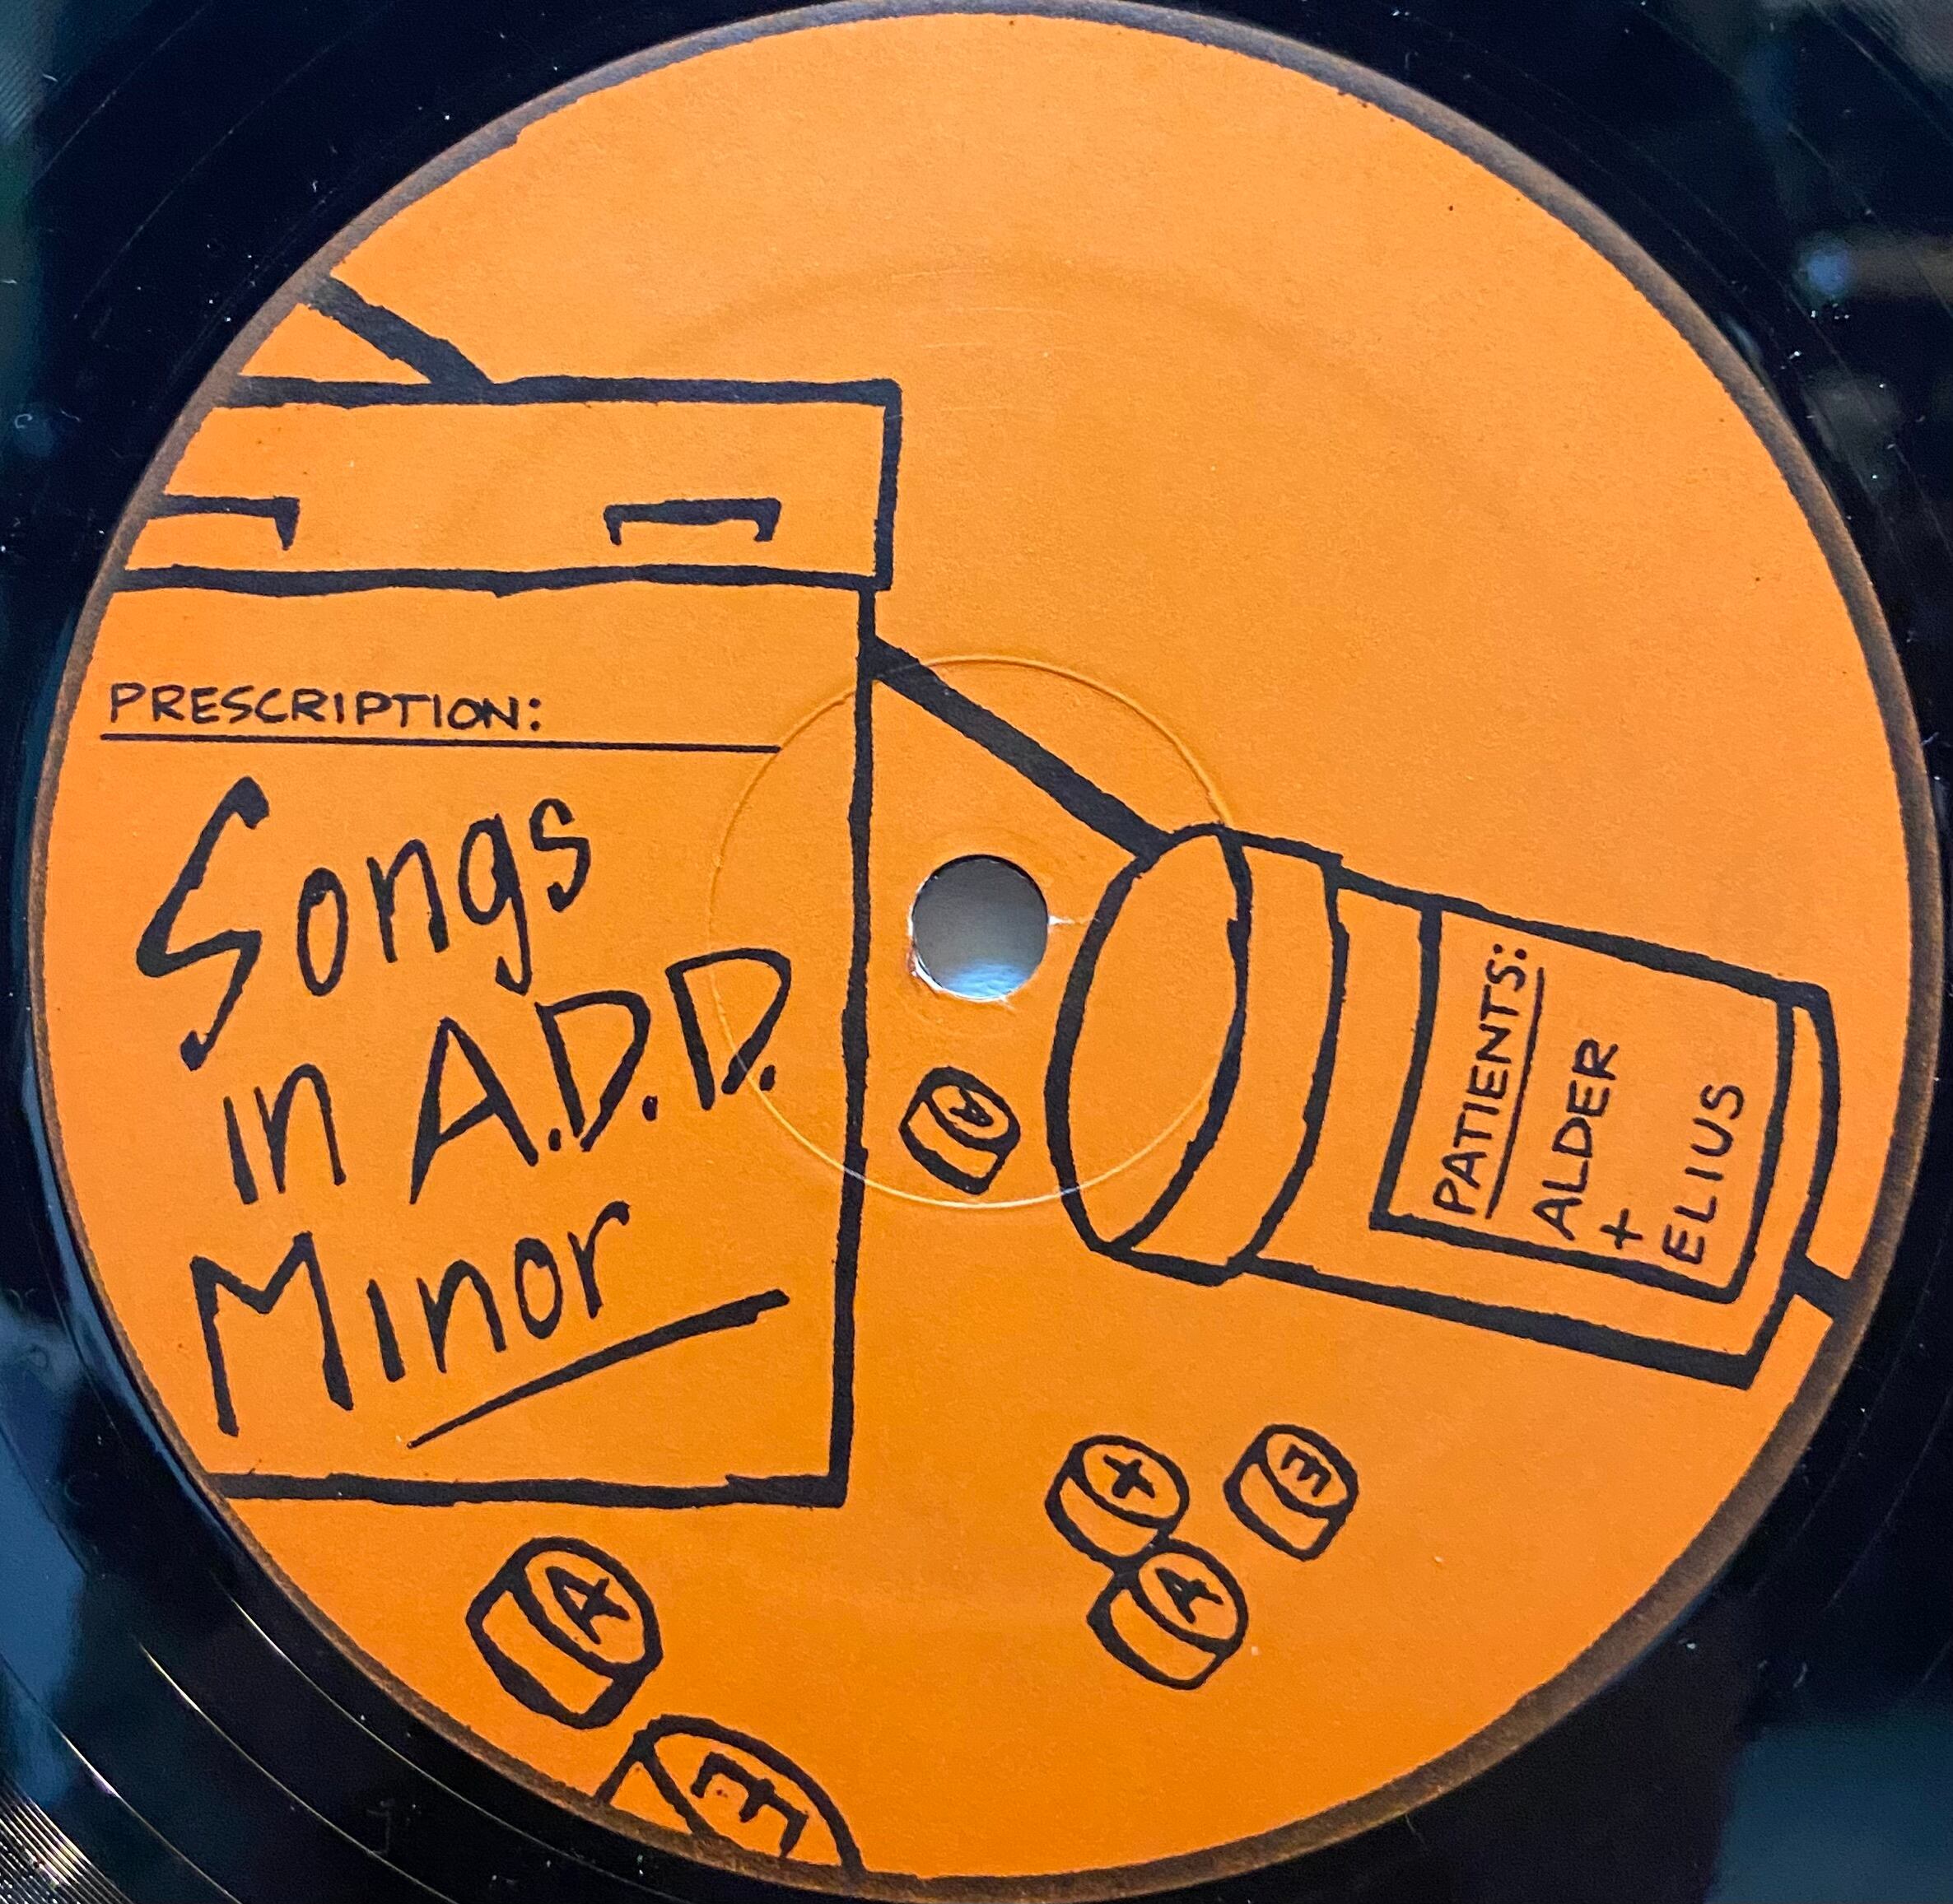 PRESCRIPTION:
Songs
in A.D.D.
Minor
PATIENTS:
ALDER
+
ELIUS
A
+
E
A
A
E